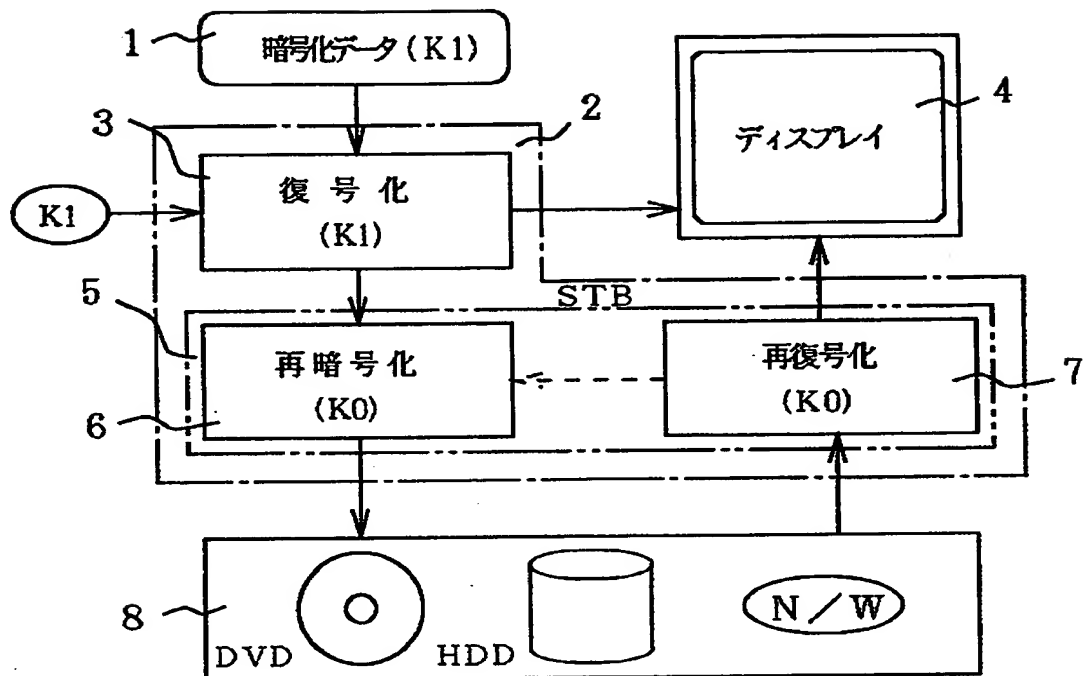 1
暗号化データ(K1)
2
3
復号化
(K1)
K1
4
ディスプレイ
STB
5
再暗号化
(K0)
6
再復号化
(K0)
7
8
DVD
HDD
N/W